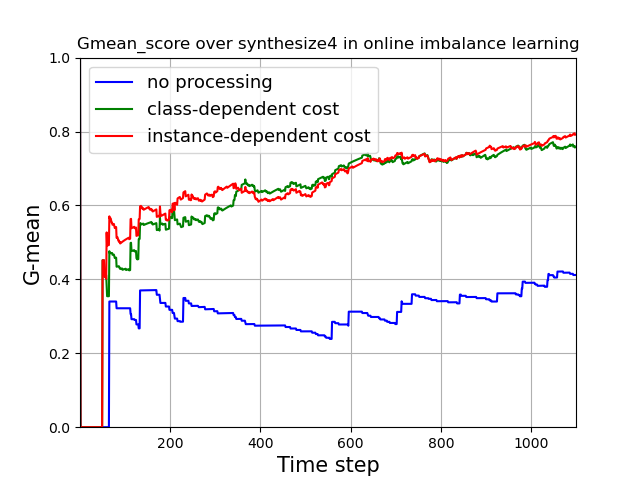 Gmean_score over synthesize4 in online imbalance learning
1.0
no processing
class-dependent cost
instance-dependent cost
0.8
0.6
G-mean
0.4
0.2
0.0
200 400 600 800 1000
Time step